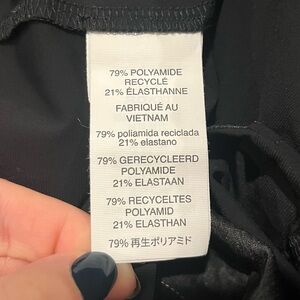 79% POLYAMIDE
RECYCLÉ
21% ÉLASTHANNE
FABRIQUÉ AU
VIETNAM
79% poliamida reciclada
21% elastano
79% GERECYCLEERD
POLYAMIDE
21% ELASTAAN
79% RECYCELTES
POLYAMID
21% ELASTHAN
79% 再生ポリアミド